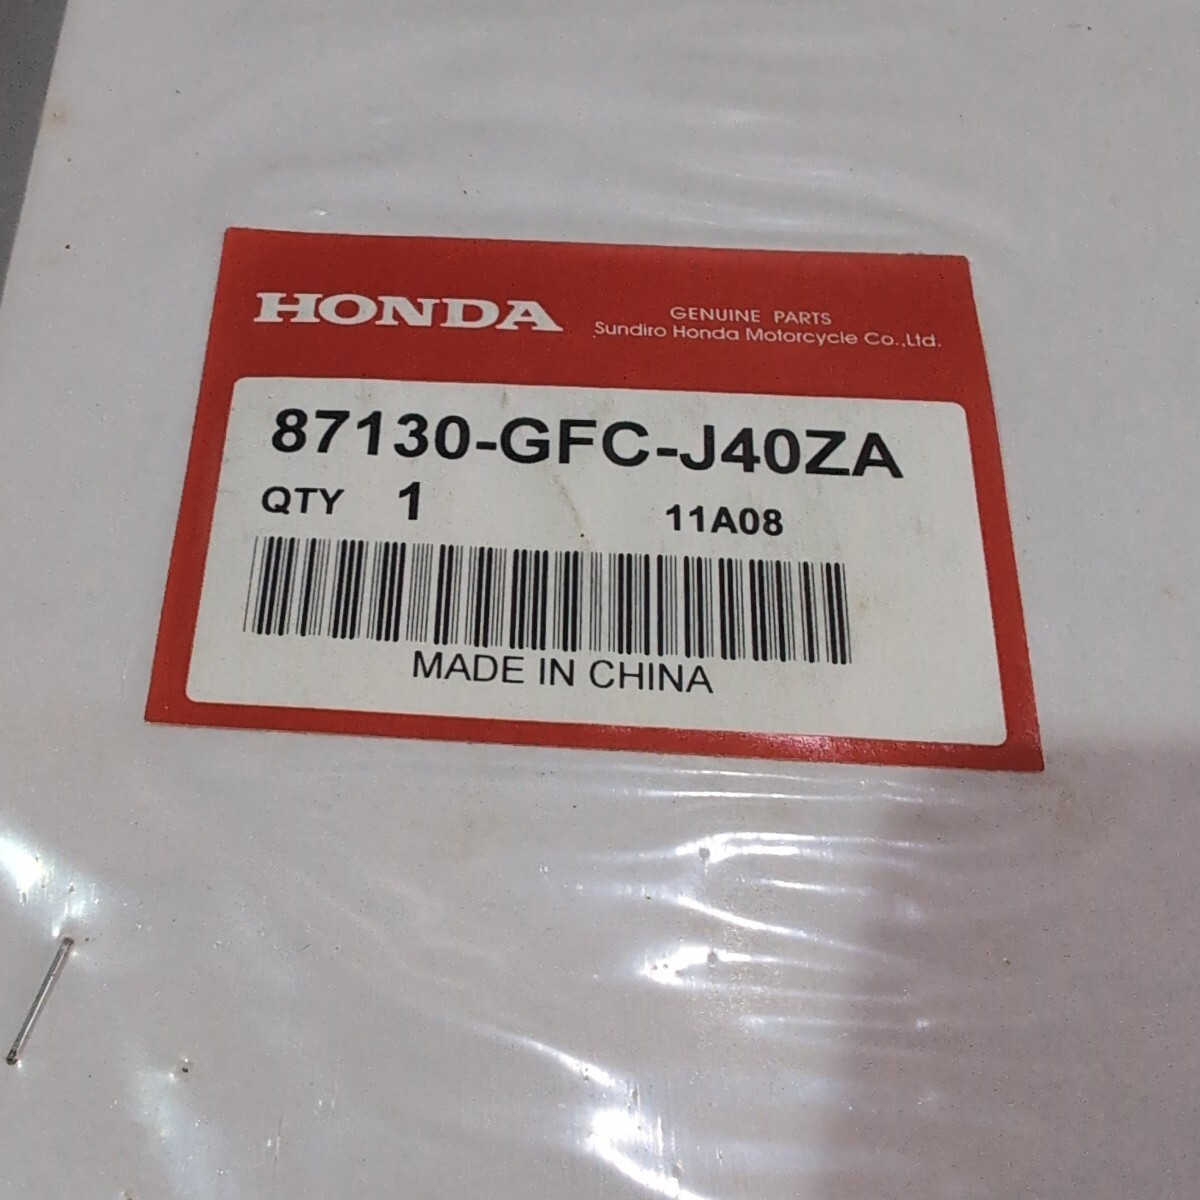 HONDA
GENUINE PARTS
Sundiro Honda Motorcycle Co.,Ltd.
87130-GFC-J40ZA
QTY 1 11A08
MADE IN CHINA